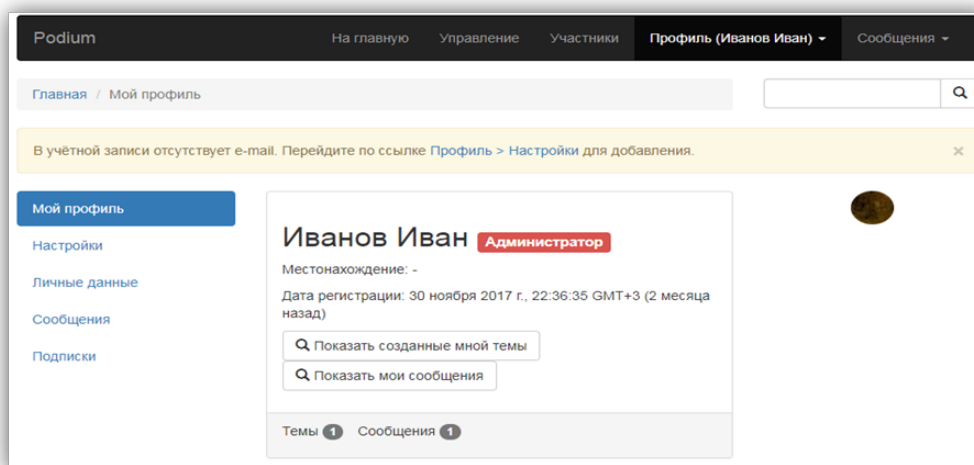 Podium На главную Управление Участники Профиль (Иванов Иван) Сообщения
Главная / Мой профиль
В учётной записи отсутствует e-mail. Перейдите по ссылке Профиль > Настройки для добавления. ×
Мой профиль
Настройки
Личные данные
Сообщения
Подписки
Иванов Иван Администратор
Местонахождение: -
Дата регистрации: 30 ноября 2017 г., 22:36:35 GMT+3 (2 месяца
назад)
Показать созданные мной темы
Показать мои сообщения
Темы 1 Сообщения 1